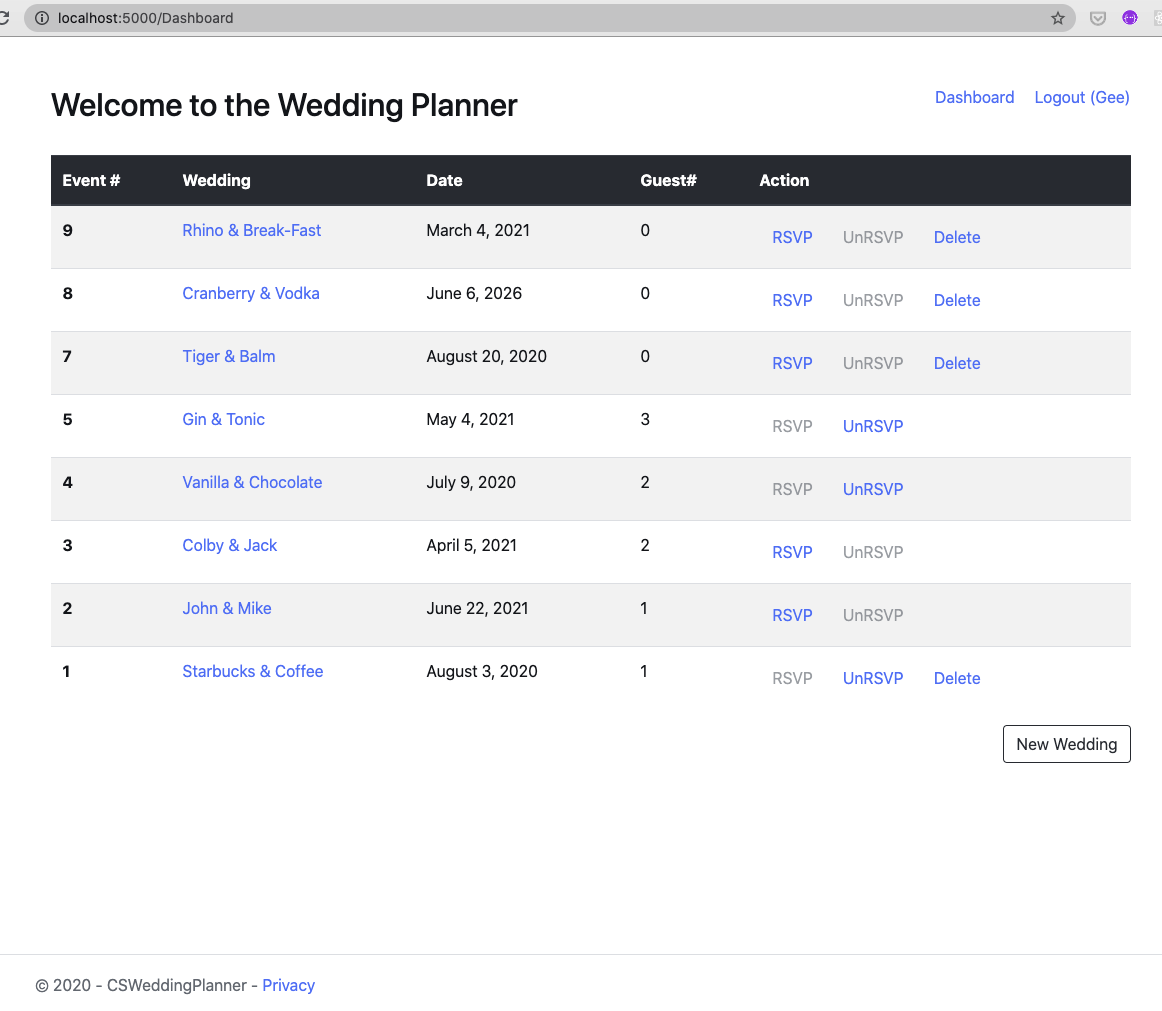 localhost:5000/Dashboard
Welcome to the Wedding Planner
Dashboard Logout (Gee)
Event # Wedding Date Guest# Action
9 Rhino & Break-Fast March 4, 2021 0 RSVP UnRSVP Delete
8 Cranberry & Vodka June 6, 2026 0 RSVP UnRSVP Delete
7 Tiger & Balm August 20, 2020 0 RSVP UnRSVP Delete
5 Gin & Tonic May 4, 2021 3 RSVP UnRSVP
4 Vanilla & Chocolate July 9, 2020 2 RSVP UnRSVP
3 Colby & Jack April 5, 2021 2 RSVP UnRSVP
2 John & Mike June 22, 2021 1 RSVP UnRSVP
1 Starbucks & Coffee August 3, 2020 1 RSVP UnRSVP Delete
New Wedding
© 2020 - CSWeddingPlanner - Privacy